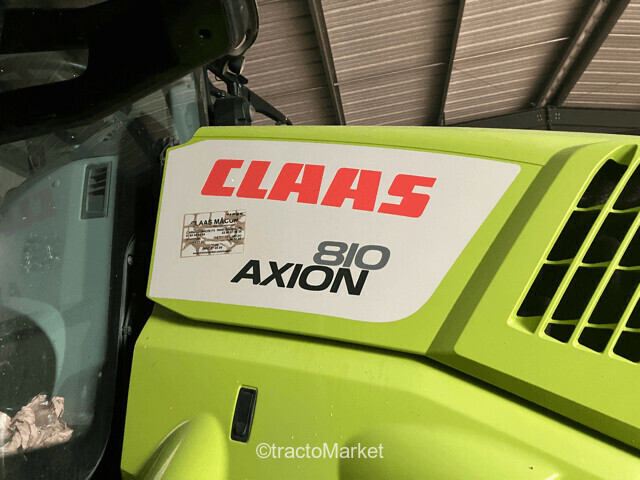 CLAAS
CLAAS MACON
810
AXION
©tractoMarket